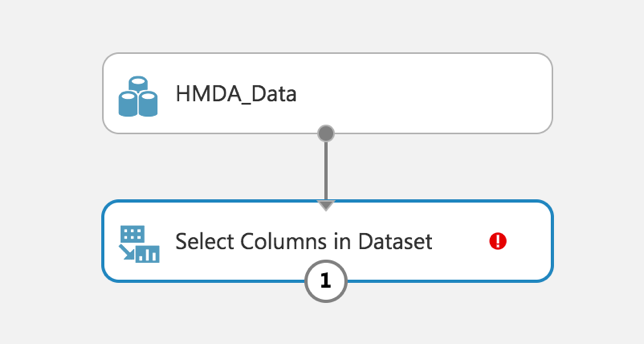 HMDA_Data
Select Columns in Dataset
1